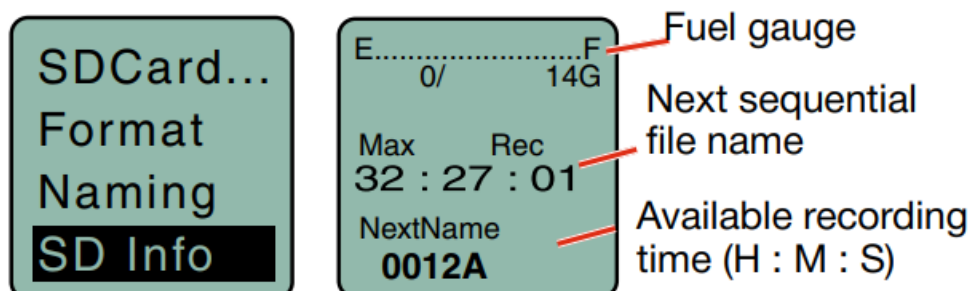 SDCard...
Format
Naming
SD Info
E.......................F
0/ 14G
Max Rec
32 : 27 : 01
NextName
0012A
Fuel gauge
Next sequential
file name
Available recording
time (H : M : S)